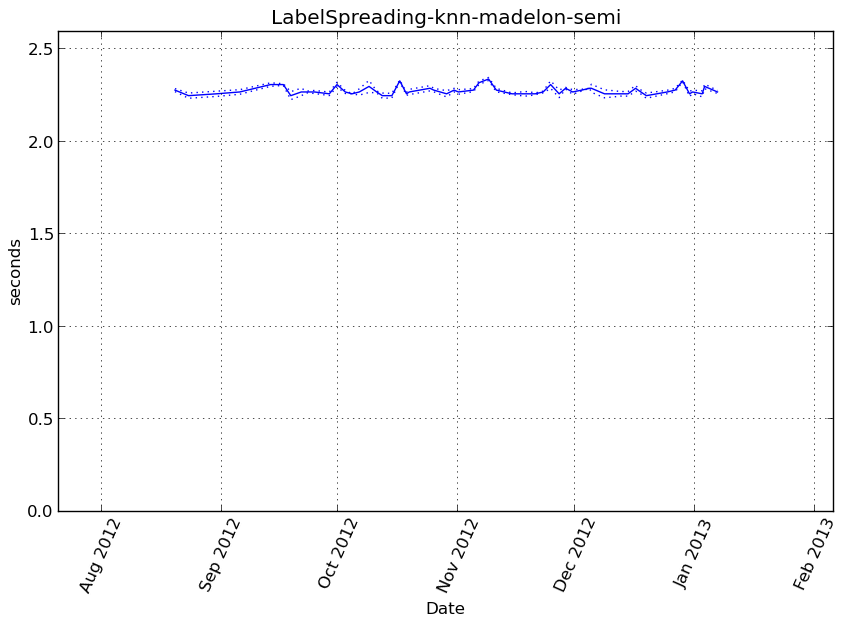 LabelSpreading-knn-madelon-semi
2.5
2.0
1.5
1.0
0.5
0.0
seconds
Aug 2012
Sep 2012
Oct 2012
Nov 2012
Dec 2012
Jan 2013
Feb 2013
Date